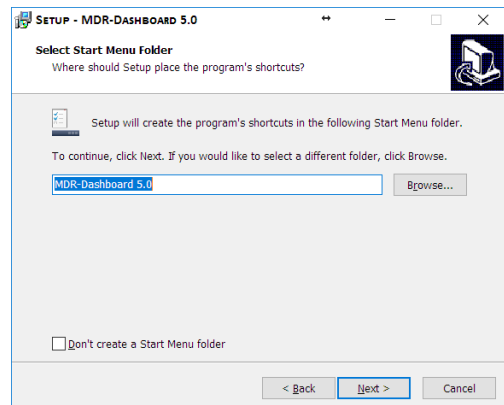 Setup - MDR-Dashboard 5.0
Select Start Menu Folder
Where should Setup place the program's shortcuts?
Setup will create the program's shortcuts in the following Start Menu folder.
To continue, click Next. If you would like to select a different folder, click Browse.
MDR-Dashboard 5.0
Browse...
Don't create a Start Menu folder
< Back
Next >
Cancel